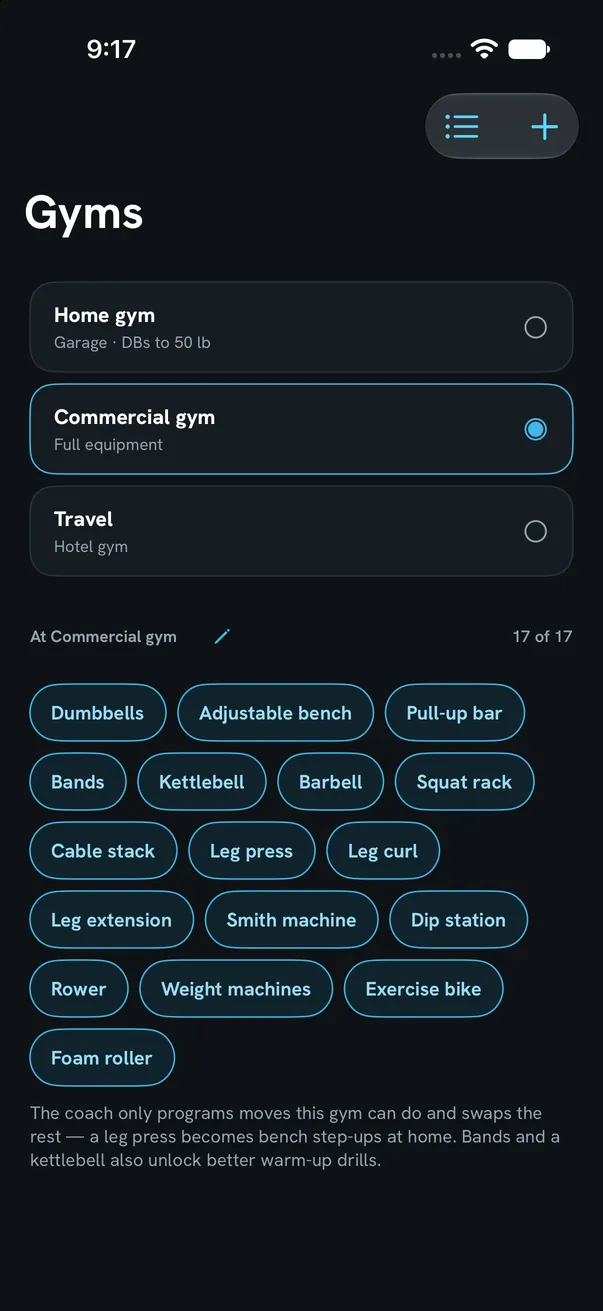 9:17
Gyms
Home gym
Garage · DBs to 50 lb
Commercial gym
Full equipment
Travel
Hotel gym
At Commercial gym 17 of 17
Dumbbells Adjustable bench Pull-up bar
Bands Kettlebell Barbell Squat rack
Cable stack Leg press Leg curl
Leg extension Smith machine Dip station
Rower Weight machines Exercise bike
Foam roller
The coach only programs moves this gym can do and swaps the
rest — a leg press becomes bench step-ups at home. Bands and a
kettlebell also unlock better warm-up drills.